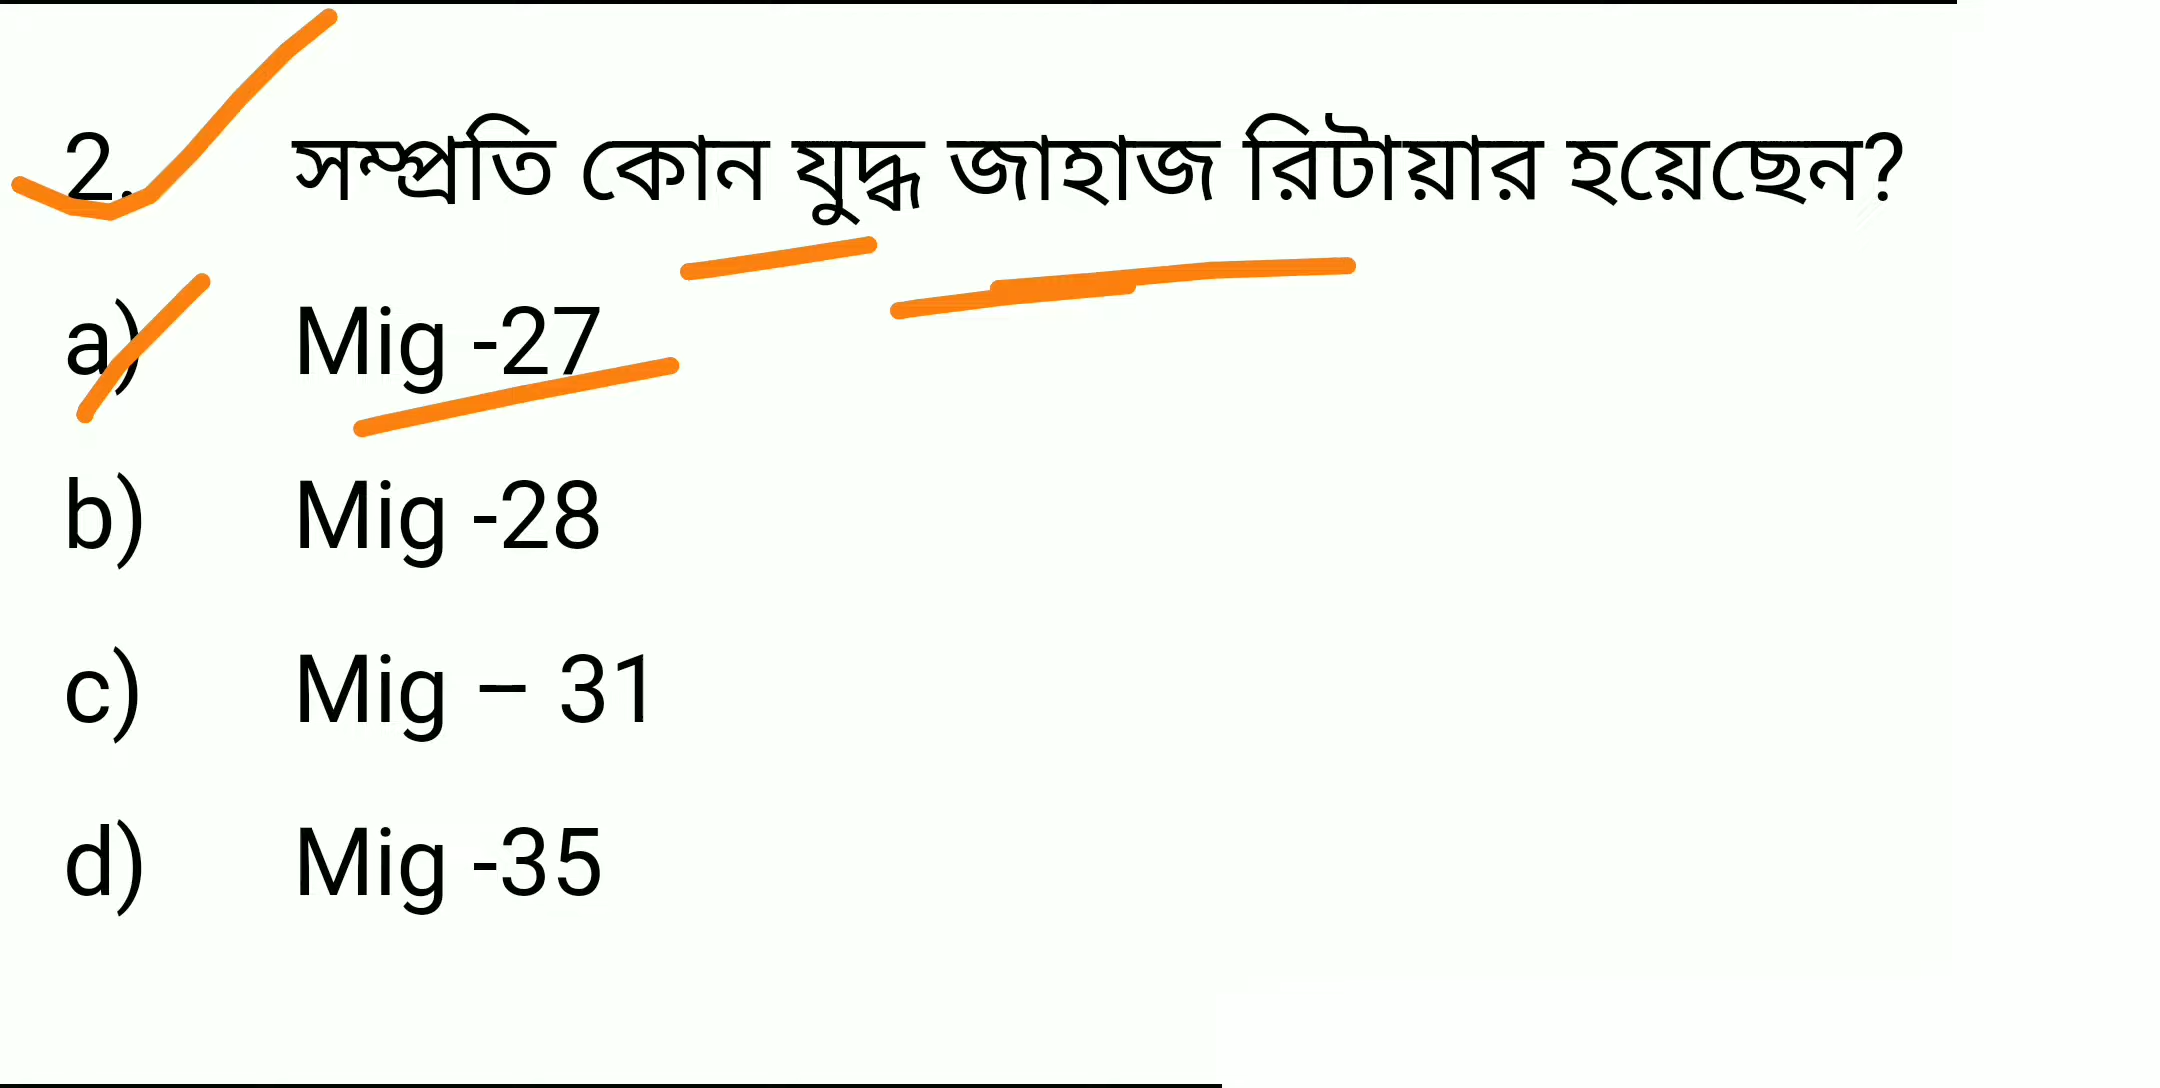 2. সম্প্রতি কোন যুদ্ধ জাহাজ রিটায়ার হয়েছেন?
a) Mig -27
b) Mig -28
c) Mig – 31
d) Mig -35